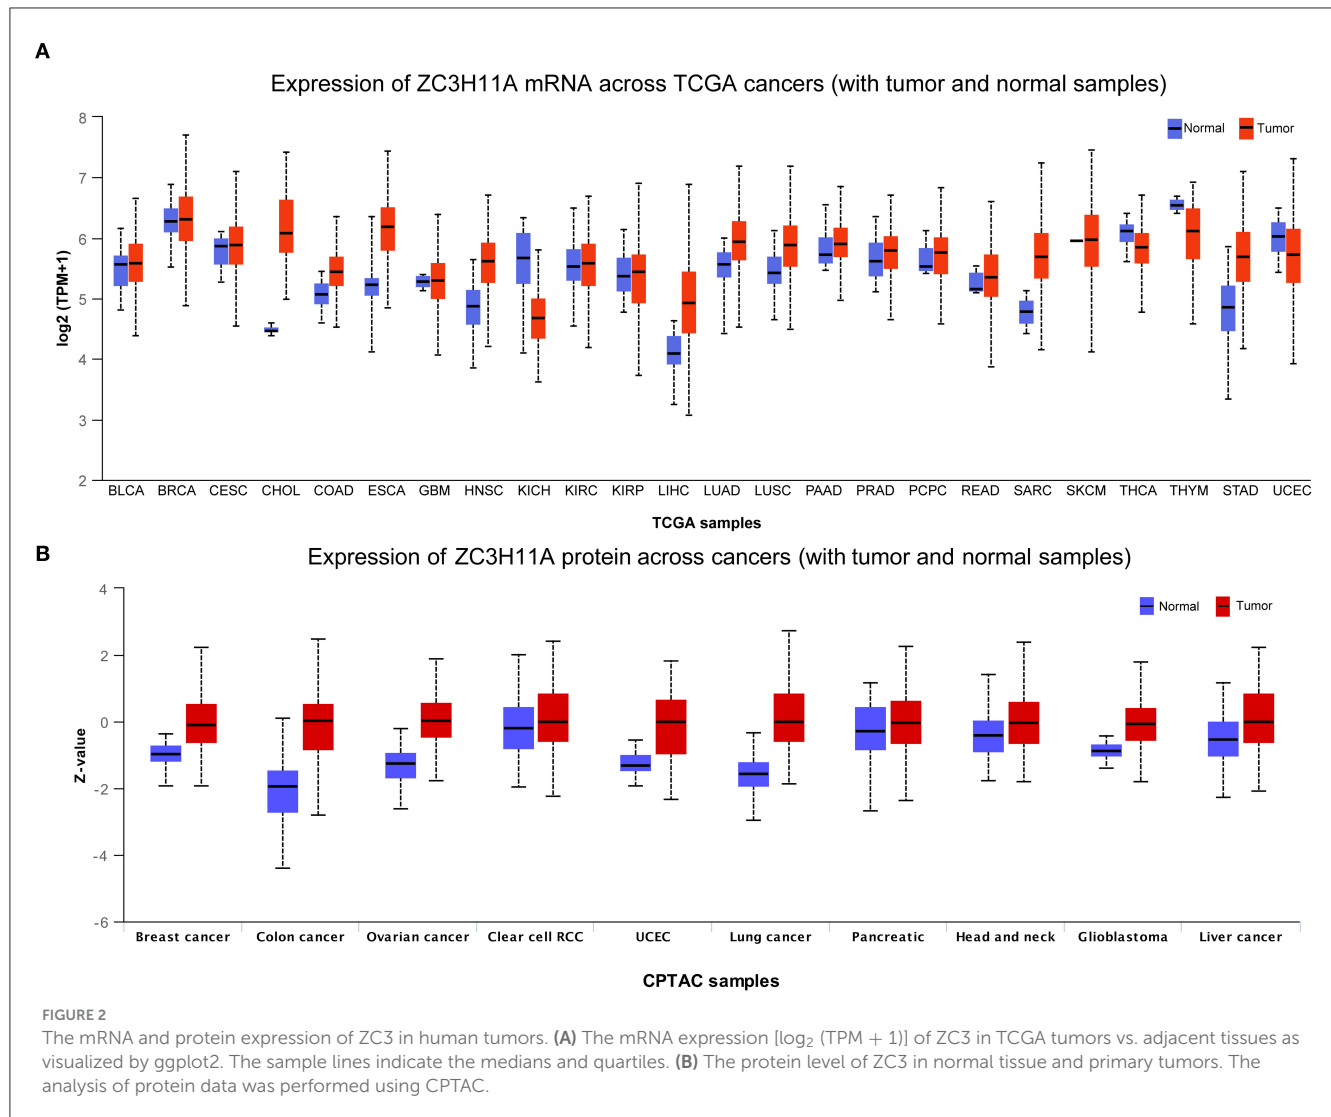 A
Expression of ZC3H11A mRNA across TCGA cancers (with tumor and normal samples)
Normal Tumor
log2 (TPM+1)
8
7
6
5
4
3
2
BLCA BRCA CESC CHOL COAD ESCA GBM HNSC KICH KIRC KIRP LIHC LUAD LUSC PAAD PRAD PCPC READ SARC SKCM THCA THYM STAD UCEC
TCGA samples
B
Expression of ZC3H11A protein across cancers (with tumor and normal samples)
Normal Tumor
Z-value
4
2
0
-2
-4
-6
Breast cancer Colon cancer Ovarian cancer Clear cell RCC UCEC Lung cancer Pancreatic Head and neck Glioblastoma Liver cancer
CPTAC samples
FIGURE 2
The mRNA and protein expression of ZC3 in human tumors. (A) The mRNA expression [log₂ (TPM + 1)] of ZC3 in TCGA tumors vs. adjacent tissues as
visualized by ggplot2. The sample lines indicate the medians and quartiles. (B) The protein level of ZC3 in normal tissue and primary tumors. The
analysis of protein data was performed using CPTAC.